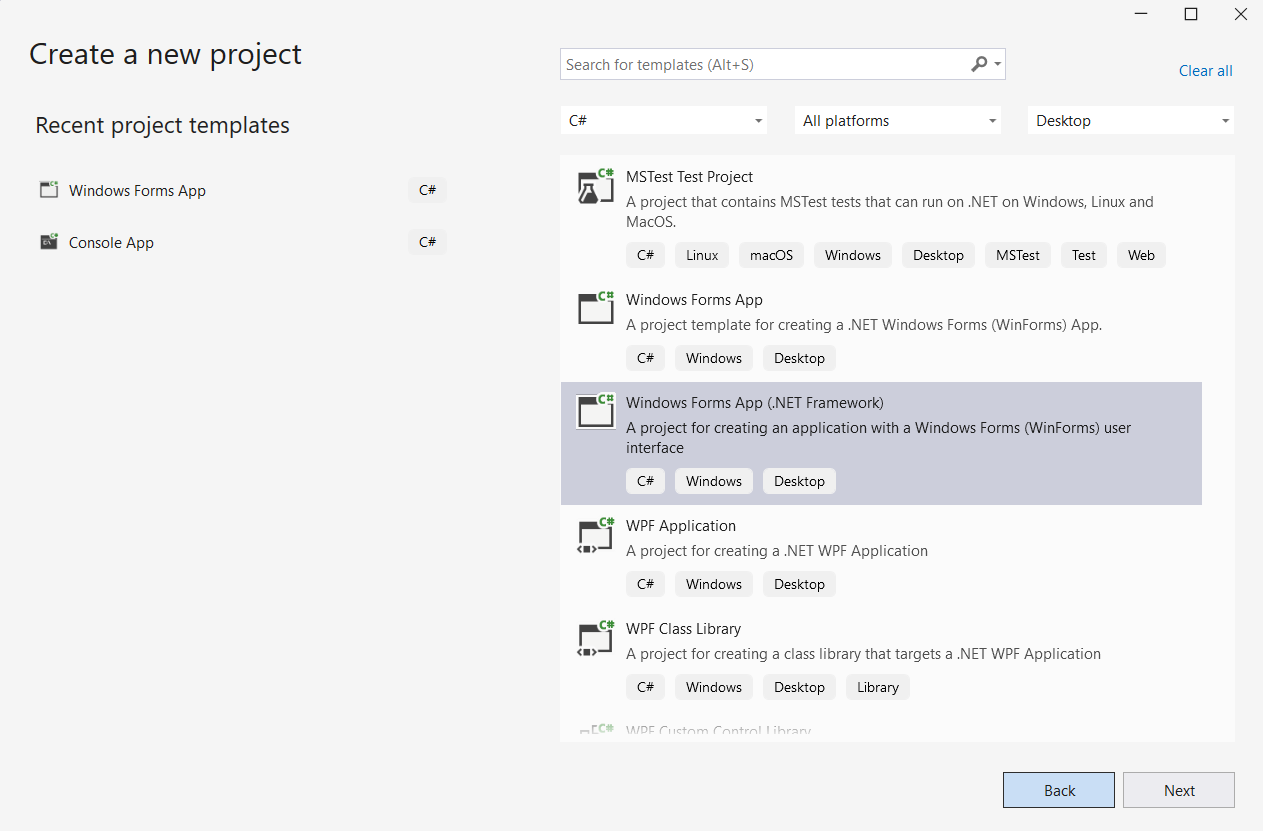 Create a new project
Search for templates (Alt+S)
Clear all
Recent project templates
C#
All platforms
Desktop
Windows Forms App
C#
Console App
C#
MSTest Test Project
A project that contains MSTest tests that can run on .NET on Windows, Linux and
MacOS.
C# Linux macOS Windows Desktop MSTest Test Web
Windows Forms App
A project template for creating a .NET Windows Forms (WinForms) App.
C# Windows Desktop
Windows Forms App (.NET Framework)
A project for creating an application with a Windows Forms (WinForms) user
interface
C# Windows Desktop
WPF Application
A project for creating a .NET WPF Application
C# Windows Desktop
WPF Class Library
A project for creating a class library that targets a .NET WPF Application
C# Windows Desktop Library
WPF Custom Control Library
Back
Next